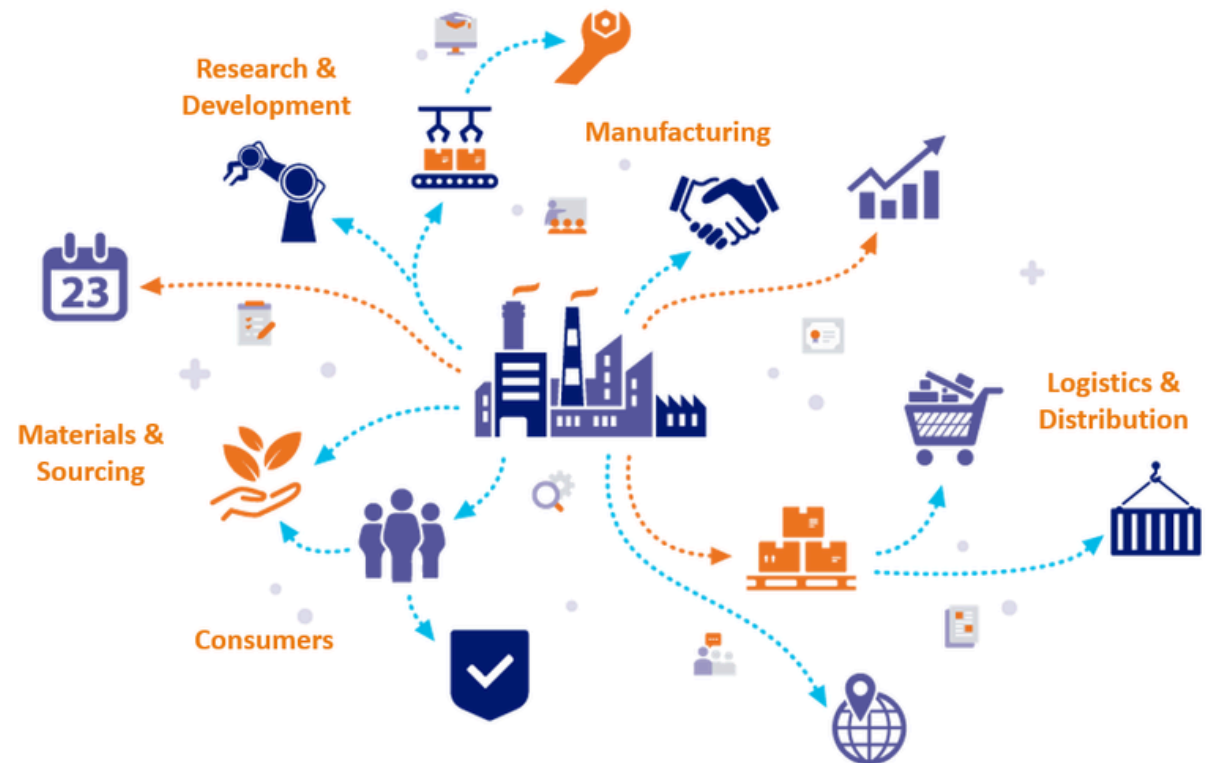 Research &
Development
Manufacturing
23
Logistics &
Distribution
Materials &
Sourcing
Consumers